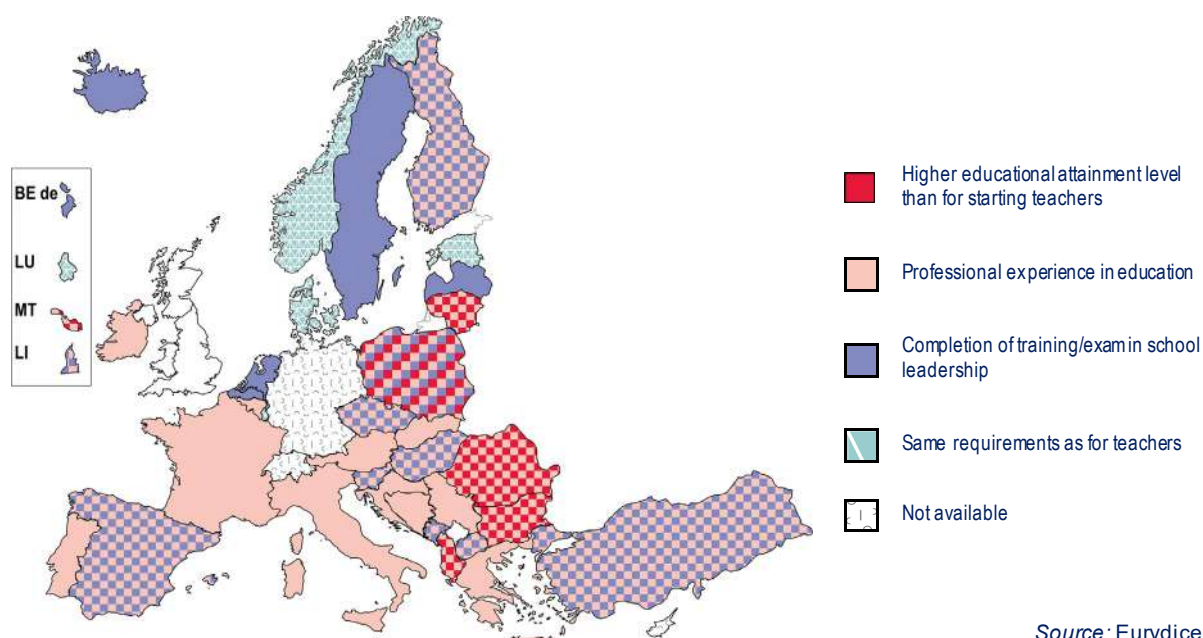 BE de
LU
MT
LI
Higher educational attainment level
than for starting teachers
Professional experience in education
Completion of training/exam in school
leadership
Same requirements as for teachers
Not available
Source: Eurydice